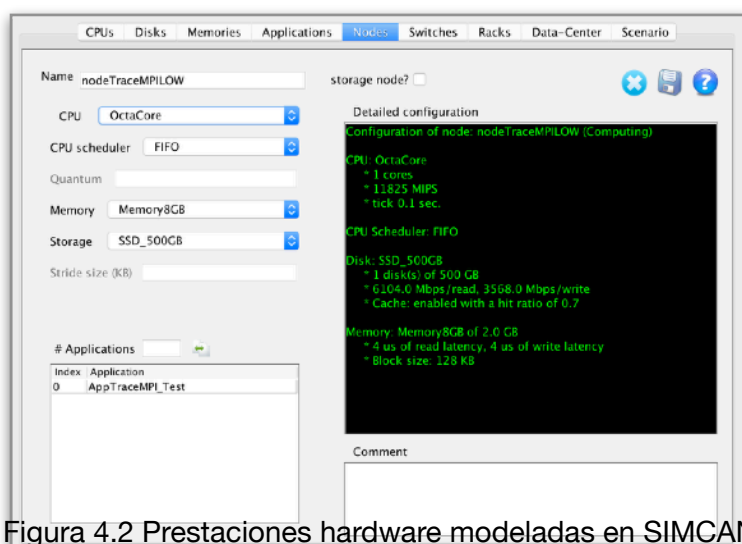 CPUs Disks Memories Applications Nodes Switches Racks Data-Center Scenario
Name nodeTraceMPILOW
storage node?
CPU OctaCore
CPU scheduler FIFO
Quantum
Memory Memory8GB
Storage SSD_500GB
Stride size (KB)
# Applications
Index Application
0 AppTraceMPI_Test
Detailed configuration
Configuration of node: nodeTraceMPILOW (Computing)
CPU: OctaCore
* 1 cores
* 11825 MIPS
* tick 0.1 sec.
CPU Scheduler: FIFO
Disk: SSD_500GB
* 1 disk(s) of 500 GB
* 6104.0 Mbps/read, 3568.0 Mbps/write
* Cache: enabled with a hit ratio of 0.7
Memory: Memory8GB of 2.0 GB
* 4 us of read latency, 4 us of write latency
* Block size: 128 KB
Comment
Figura 4.2 Prestaciones hardware modeladas en SIMCAN